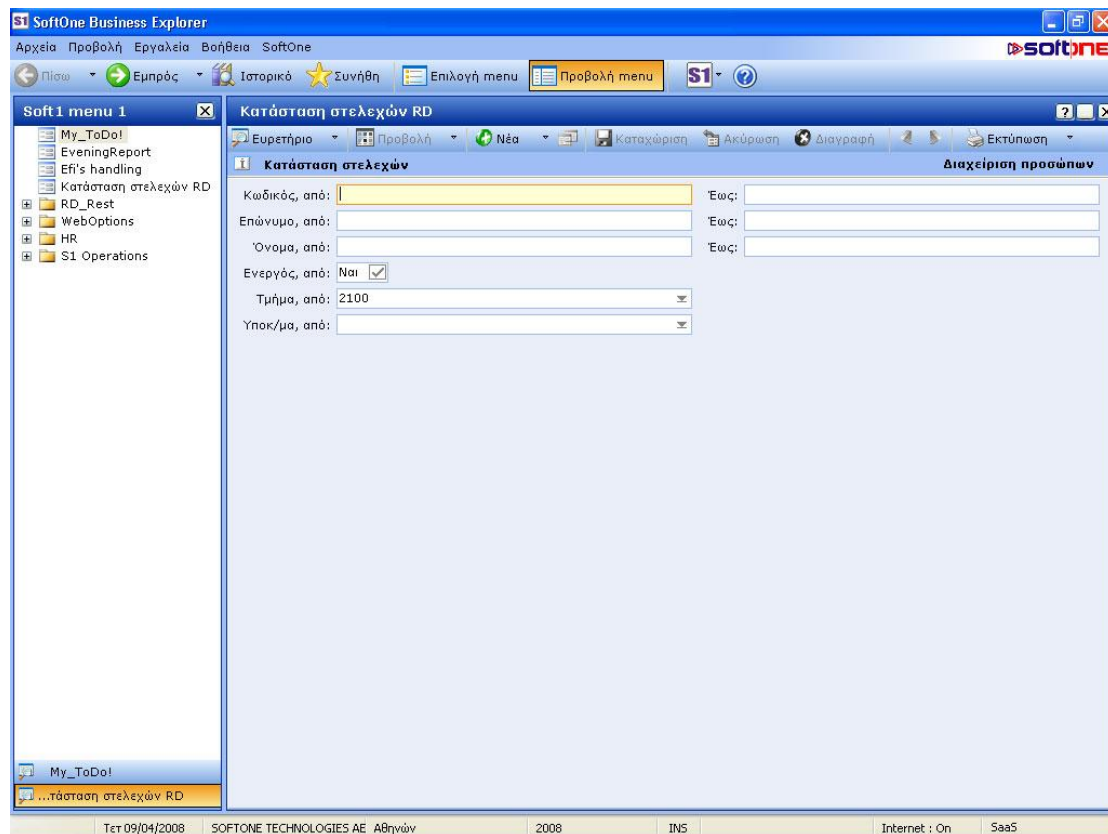 S1 SoftOne Business Explorer
Αρχεία Προβολή Εργαλεία Βοήθεια SoftOne
softone
Πίσω Εμπρός Ιστορικό Συνήθη Επιλογή menu Προβολή menu S1
Soft1 menu 1
My_ToDo!
EveningReport
Efi's handling
Κατάσταση στελεχών RD
RD_Rest
WebOptions
HR
S1 Operations
Κατάσταση στελεχών RD
Ευρετήριο Προβολή Νέα Καταχώριση Ακύρωση Διαγραφή Εκτύπωση
Κατάσταση στελεχών Διαχείριση προσώπων
Κωδικός, από: Έως:
Επώνυμο, από: Έως:
Όνομα, από: Έως:
Ενεργός, από: Ναι
Τμήμα, από: 2100
Υποκ/μα, από:
My_ToDo!
...τάσταση στελεχών RD
Τετ 09/04/2008 SOFTONE TECHNOLOGIES AE Αθηνών 2008 INS Internet : On SaaS